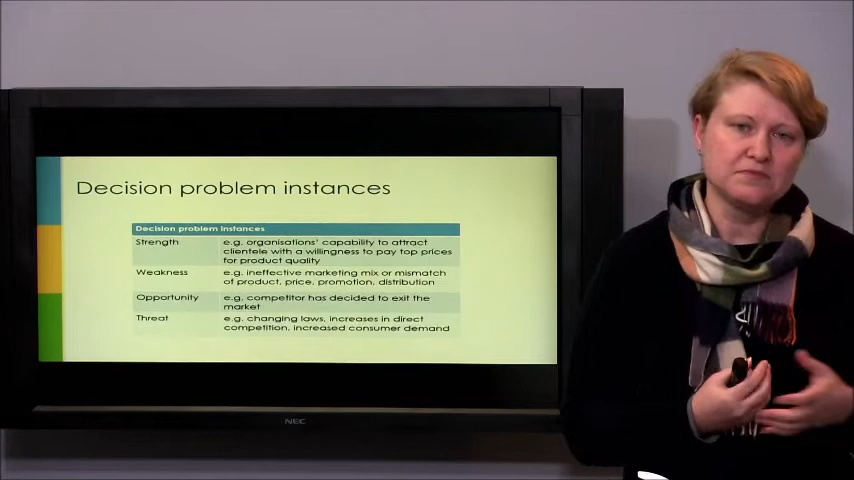 Decision problem instances
Decision problem instances
Strength
e.g. organisations' capability to attract
clientele with a willingness to pay top prices
for product quality
Weakness
e.g. ineffective marketing mix or mismatch
of product, price, promotion, distribution
Opportunity
e.g. competitor has decided to exit the
market
Threat
e.g. changing laws, increases in direct
competition, increased consumer demand
NEC